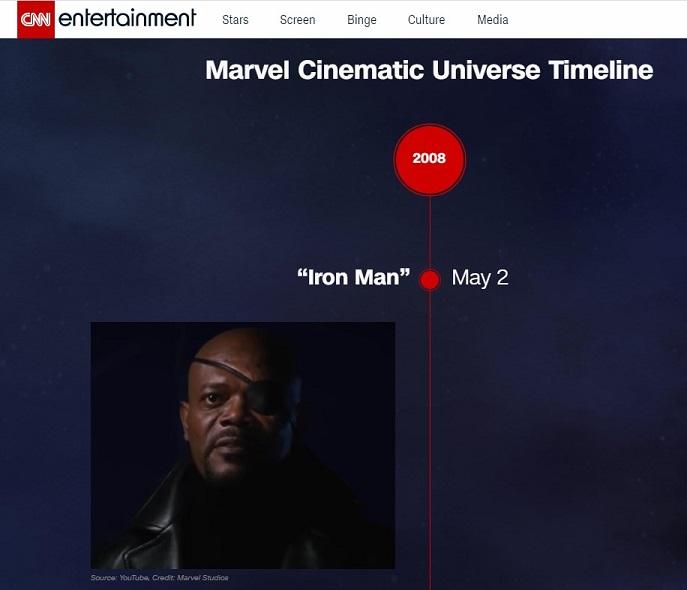 CNN entertainment Stars Screen Binge Culture Media
Marvel Cinematic Universe Timeline
2008
“Iron Man” May 2
Source: YouTube, Credit: Marvel Studios